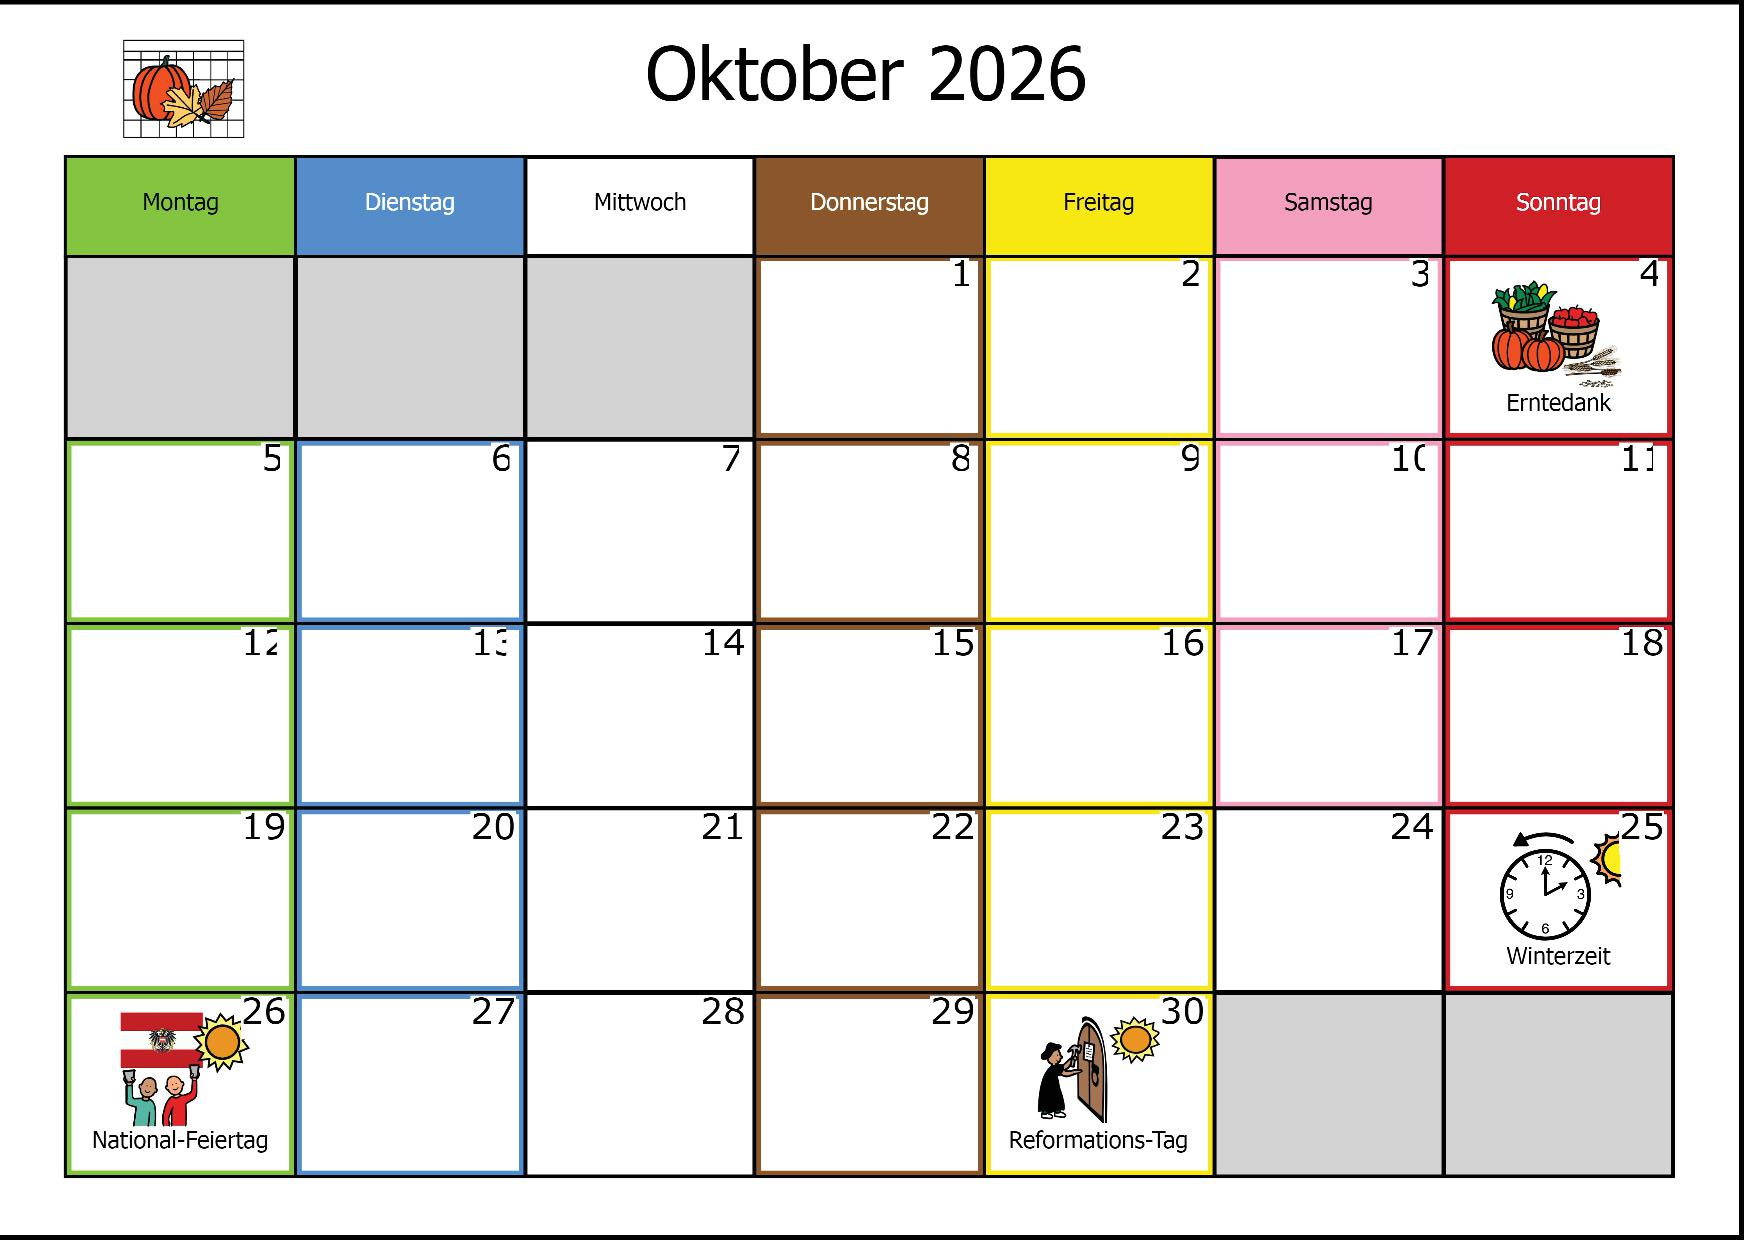 Oktober 2026
Montag Dienstag Mittwoch Donnerstag Freitag Samstag Sonntag
1 2 3 4
Erntedank
5 6 7 8 9 10 11
12 13 14 15 16 17 18
19 20 21 22 23 24 25
12
9 3
6
Winterzeit
26 27 28 29 30
National-Feiertag Reformations-Tag